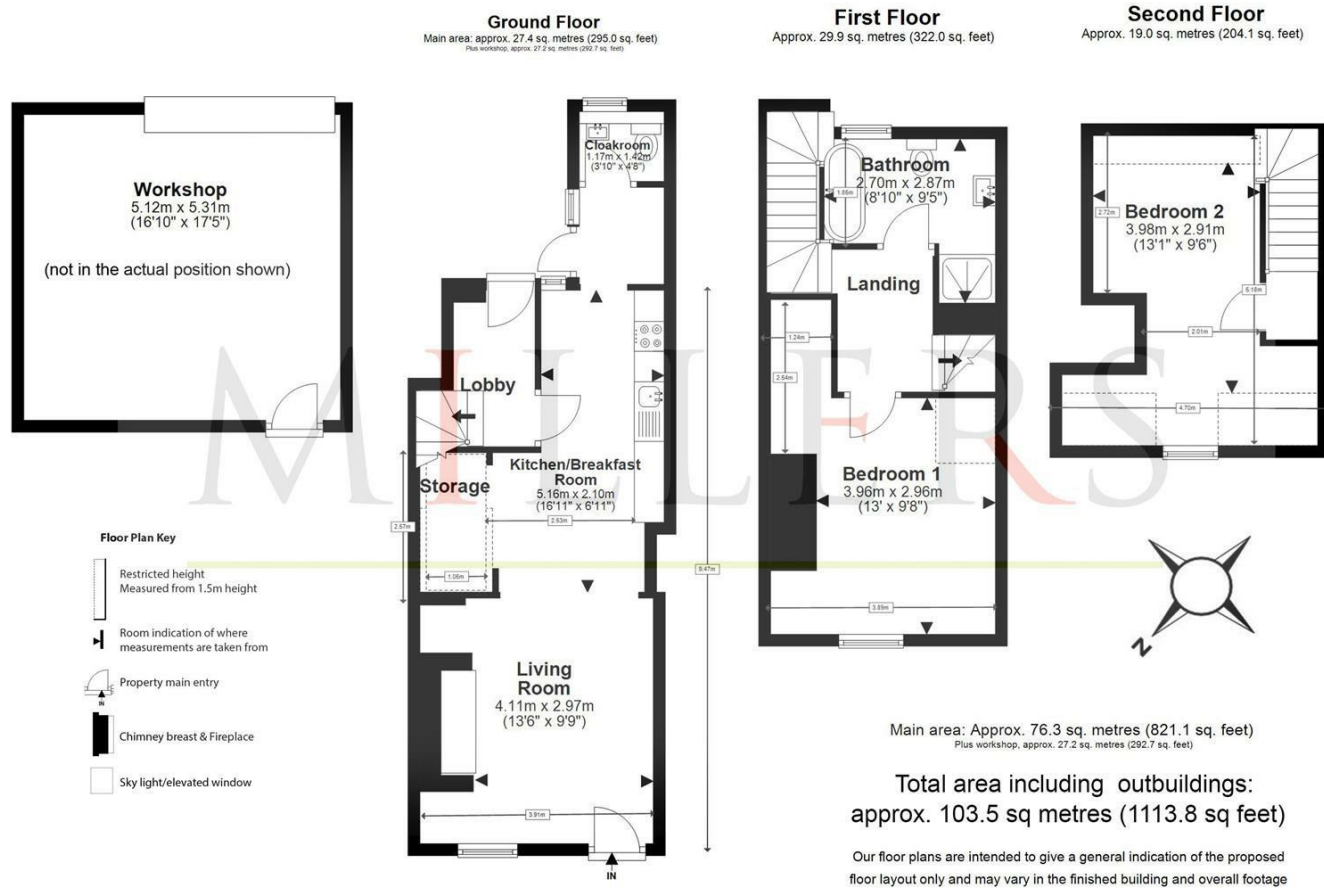 Ground Floor
Main area: approx. 27.4 sq. metres (295.0 sq. feet)
Plus workshop, approx. 27.2 sq. metres (292.7 sq. feet)
First Floor
Approx. 29.9 sq. metres (322.0 sq. feet)
Second Floor
Approx. 19.0 sq. metres (204.1 sq. feet)
Workshop
5.12m x 5.31m
(16'10" x 17'5")
(not in the actual position shown)
Cloakroom
1.17m x 1.42m
(3'10" x 4'8")
Lobby
Storage
Kitchen/Breakfast
Room
5.16m x 2.10m
(16'11" x 6'11")
2.57m
2.63m
1.06m
9.47m
Living
Room
4.11m x 2.97m
(13'6" x 9'9")
3.91m
IN
Bathroom
2.70m x 2.87m
(8'10" x 9'5")
1.85m
Landing
1.24m
2.64m
Bedroom 1
3.96m x 2.96m
(13' x 9'8")
3.89m
Bedroom 2
3.98m x 2.91m
(13'1" x 9'6")
2.72m
5.18m
2.01m
4.70m
MILLERS
Floor Plan Key
Restricted height
Measured from 1.5m height
Room indication of where
measurements are taken from
Property main entry
IN
Chimney breast & Fireplace
Sky light/elevated window
N
Main area: Approx. 76.3 sq. metres (821.1 sq. feet)
Plus workshop, approx. 27.2 sq. metres (292.7 sq. feet)
Total area including outbuildings:
approx. 103.5 sq metres (1113.8 sq feet)
Our floor plans are intended to give a general indication of the proposed
floor layout only and may vary in the finished building and overall footage